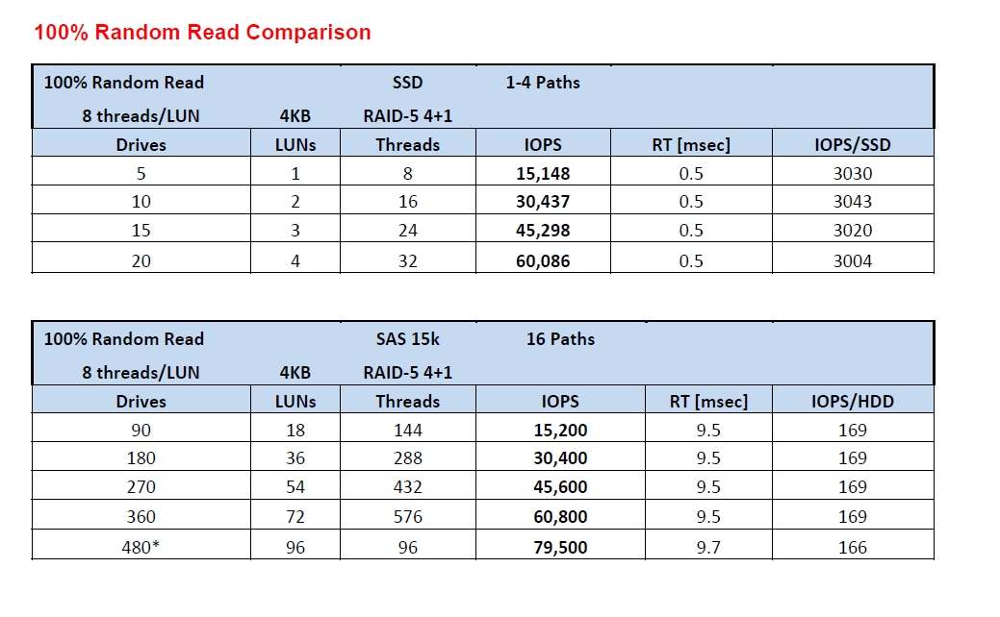 100% Random Read Comparison
100% Random Read SSD 1-4 Paths
8 threads/LUN 4KB RAID-5 4+1
Drives LUNs Threads IOPS RT [msec] IOPS/SSD
5 1 8 15,148 0.5 3030
10 2 16 30,437 0.5 3043
15 3 24 45,298 0.5 3020
20 4 32 60,086 0.5 3004
100% Random Read SAS 15k 16 Paths
8 threads/LUN 4KB RAID-5 4+1
Drives LUNs Threads IOPS RT [msec] IOPS/HDD
90 18 144 15,200 9.5 169
180 36 288 30,400 9.5 169
270 54 432 45,600 9.5 169
360 72 576 60,800 9.5 169
480* 96 96 79,500 9.7 166